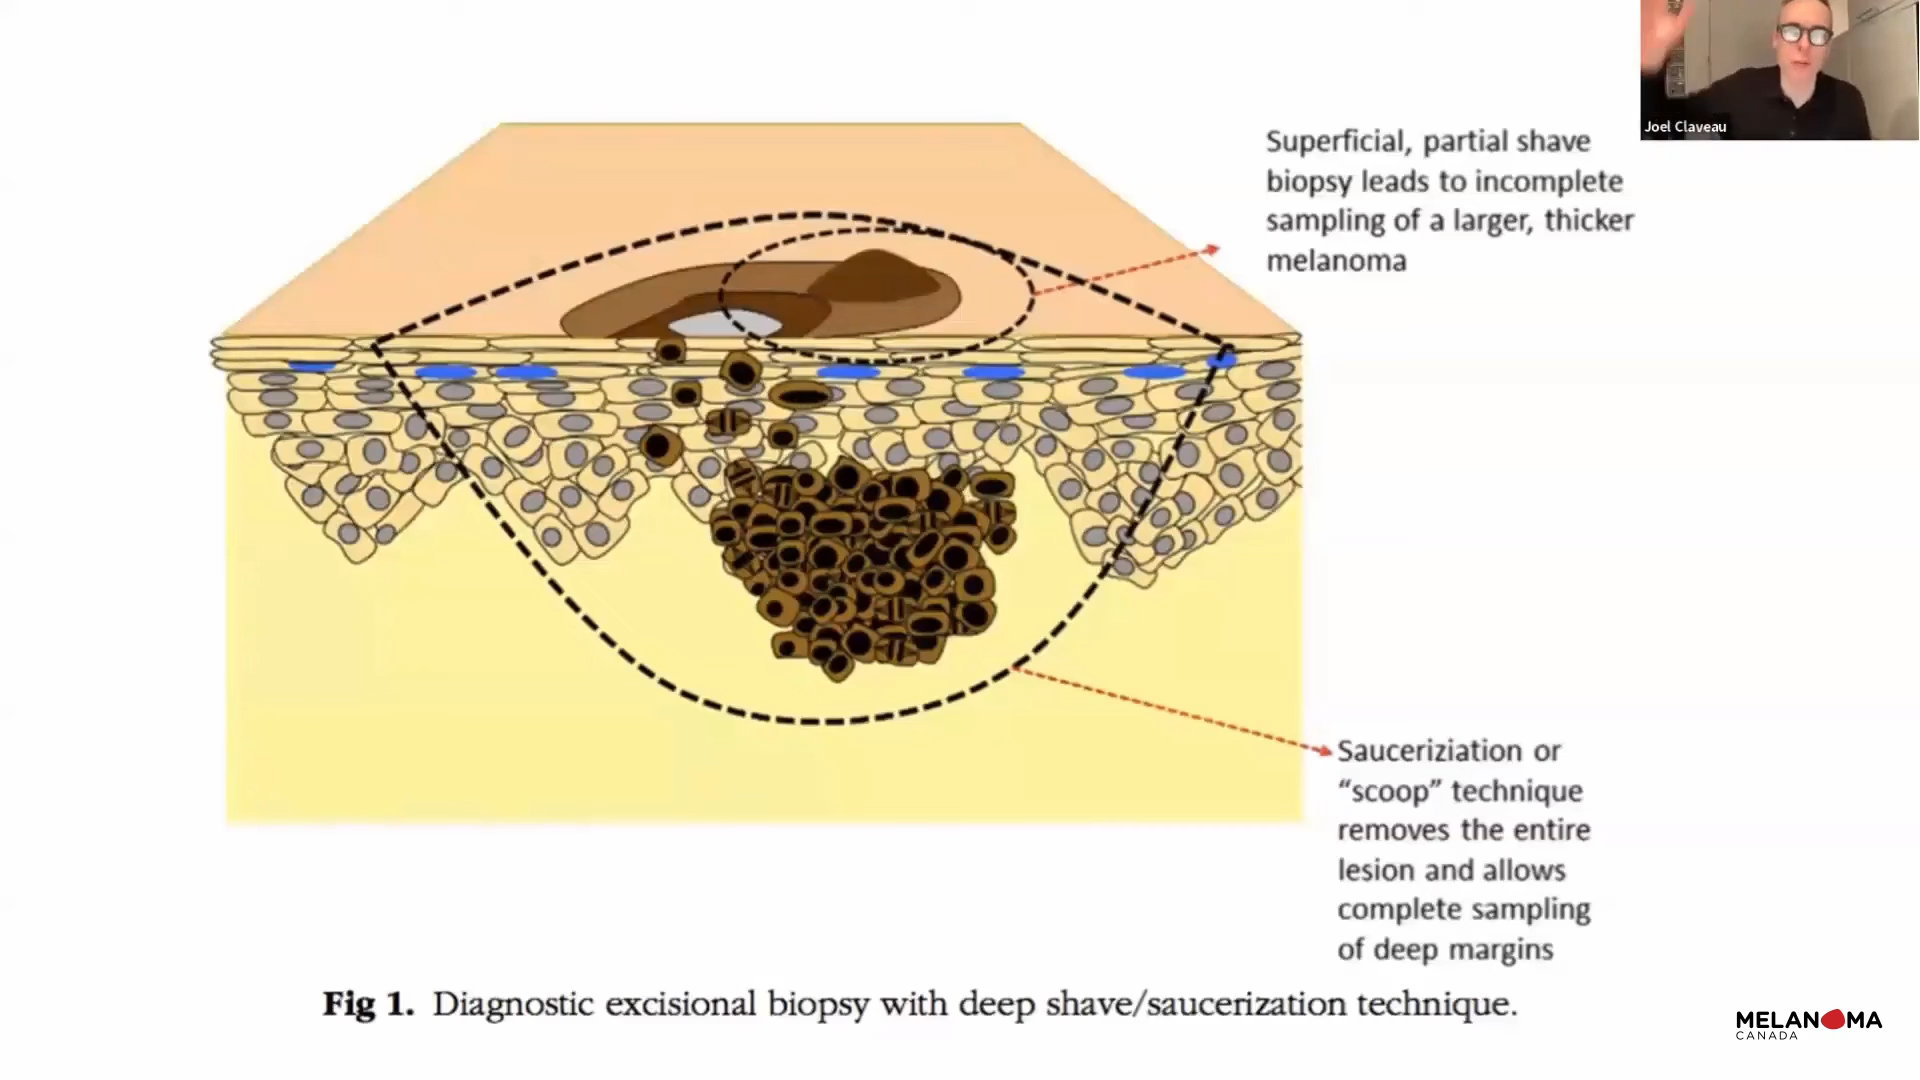 Joel Claveau
Superficial, partial shave
biopsy leads to incomplete
sampling of a larger, thicker
melanoma
Sauceriziation or
“scoop” technique
removes the entire
lesion and allows
complete sampling
of deep margins
Fig 1. Diagnostic excisional biopsy with deep shave/saucerization technique.
MELANOMA
CANADA